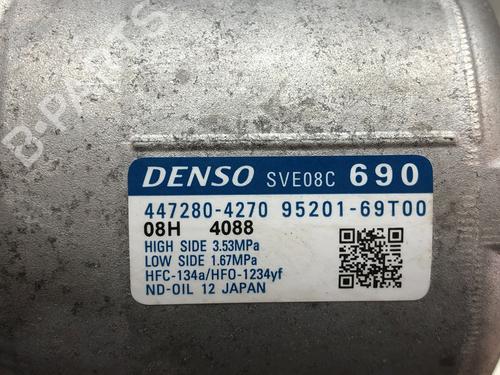 B-PARTS
DENSO SVE08C 690
447280-4270 95201-69T00
08H 4088
HIGH SIDE 3.53MPa
LOW SIDE 1.67MPa
HFC-134a/HFO-1234yf
ND-OIL 12 JAPAN